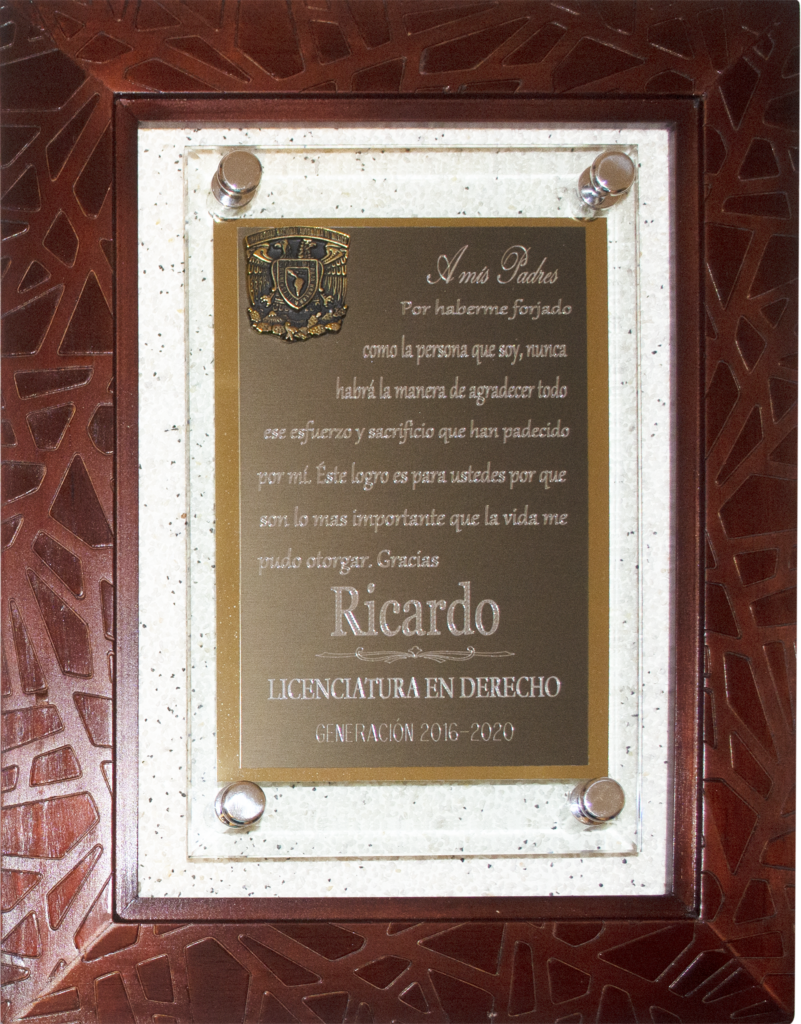 A mis Padres
Por haberme forjado
como la persona que soy, nunca
habrá la manera de agradecer todo
ese esfuerzo y sacrificio que han padecido
por mí. Éste logro es para ustedes por que
son lo mas importante que la vida me
pudo otorgar. Gracias
Ricardo
LICENCIATURA EN DERECHO
GENERACIÓN 2016-2020